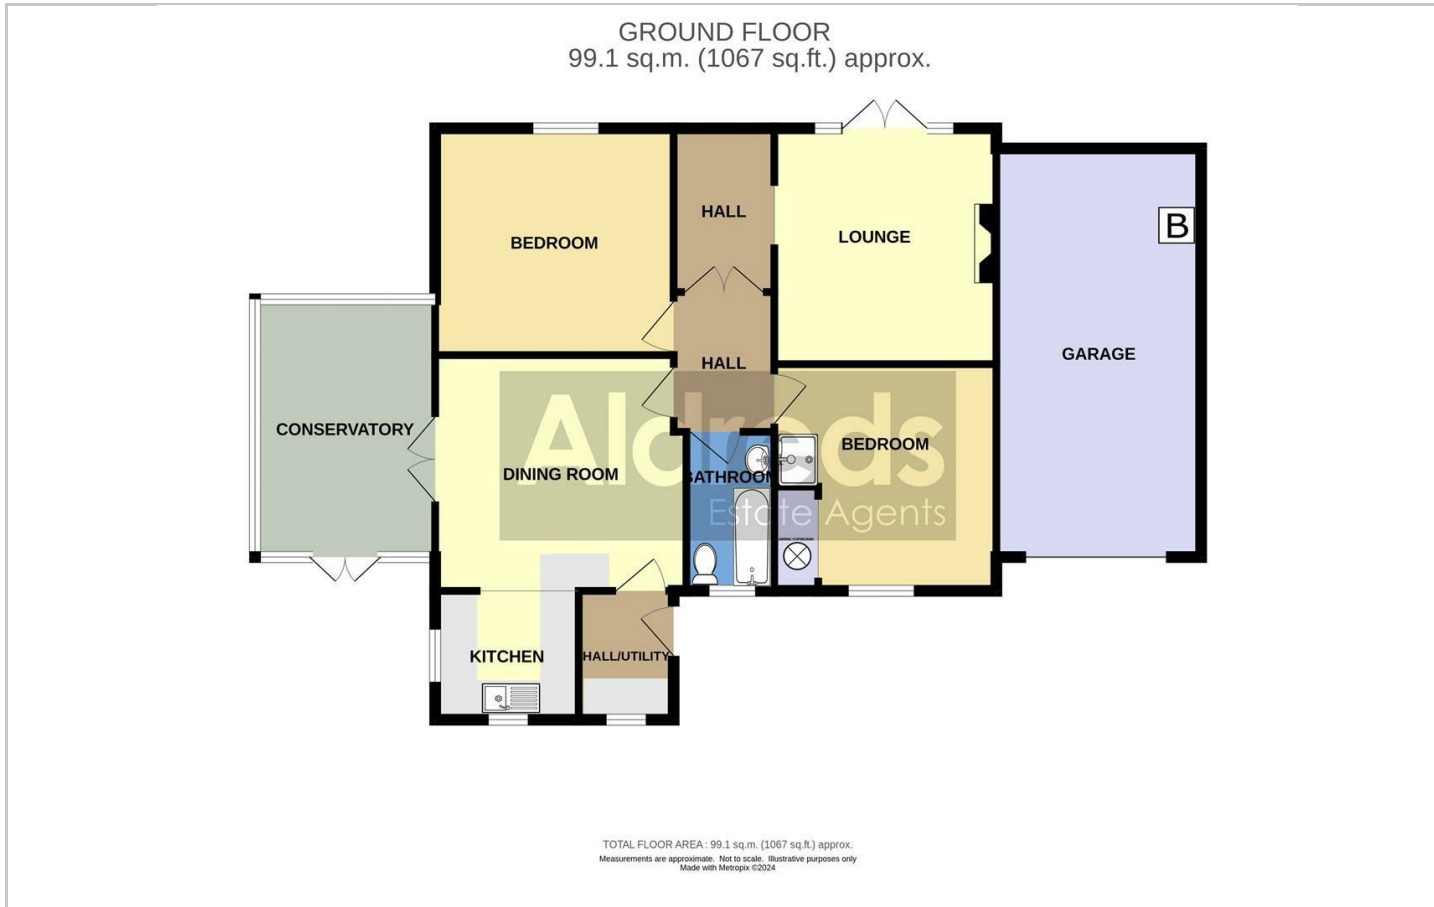 GROUND FLOOR
99.1 sq.m. (1067 sq.ft.) approx.
HALL
LOUNGE
BEDROOM
B
GARAGE
HALL
CONSERVATORY
BEDROOM
DINING ROOM
BATHROOM
Aldreds
Estate Agents
AIRING CUPBOARD
KITCHEN
HALL/UTILITY
TOTAL FLOOR AREA : 99.1 sq.m. (1067 sq.ft.) approx.
Measurements are approximate. Not to scale. Illustrative purposes only
Made with Metropix ©2024